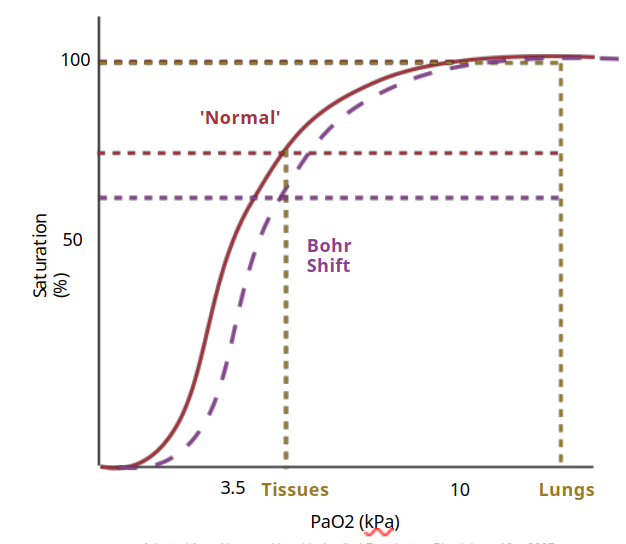 100
'Normal'
50
Saturation
(%)
Bohr
Shift
3.5
Tissues
10
Lungs
PaO2 (kPa)